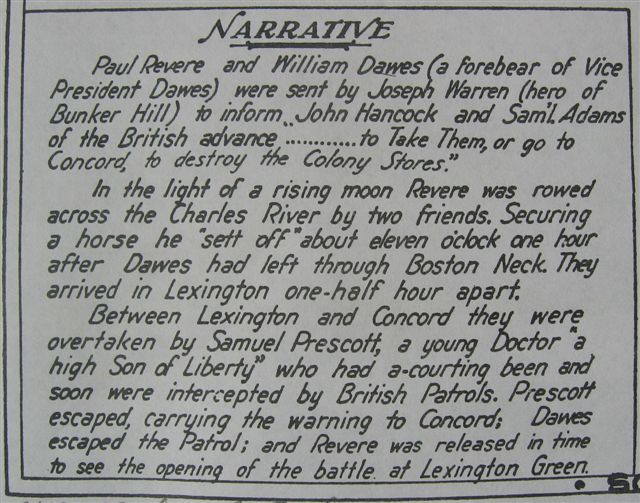 NARRATIVE
Paul Revere and William Dawes (a forebear of Vice
President Dawes) were sent by Joseph Warren (hero of
Bunker Hill) to inform John Hancock and Sam'l. Adams
of the British advance "............. to Take Them, or go to
Concord, to destroy the Colony Stores."
In the light of a rising moon Revere was rowed
across the Charles River by two friends. Securing
a horse he "sett off" about eleven o'clock one hour
after Dawes had left through Boston Neck. They
arrived in Lexington one-half hour apart.
Between Lexington and Concord they were
overtaken by Samuel Prescott, a young Doctor "a
high Son of Liberty" who had a-courting been and
soon were intercepted by British Patrols. Prescott
escaped, carrying the warning to Concord; Dawes
escaped the Patrol; and Revere was released in time
to see the opening of the battle at Lexington Green.